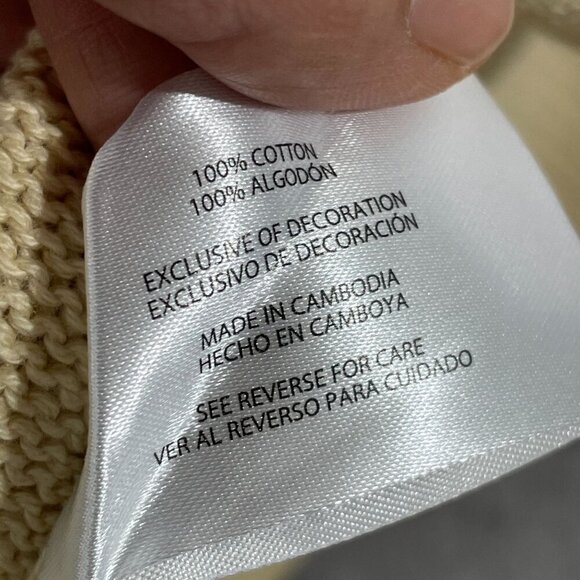 100% COTTON
100% ALGODÓN
EXCLUSIVE OF DECORATION
EXCLUSIVO DE DECORACIÓN
MADE IN CAMBODIA
HECHO EN CAMBOYA
SEE REVERSE FOR CARE
VER AL REVERSO PARA CUIDADO